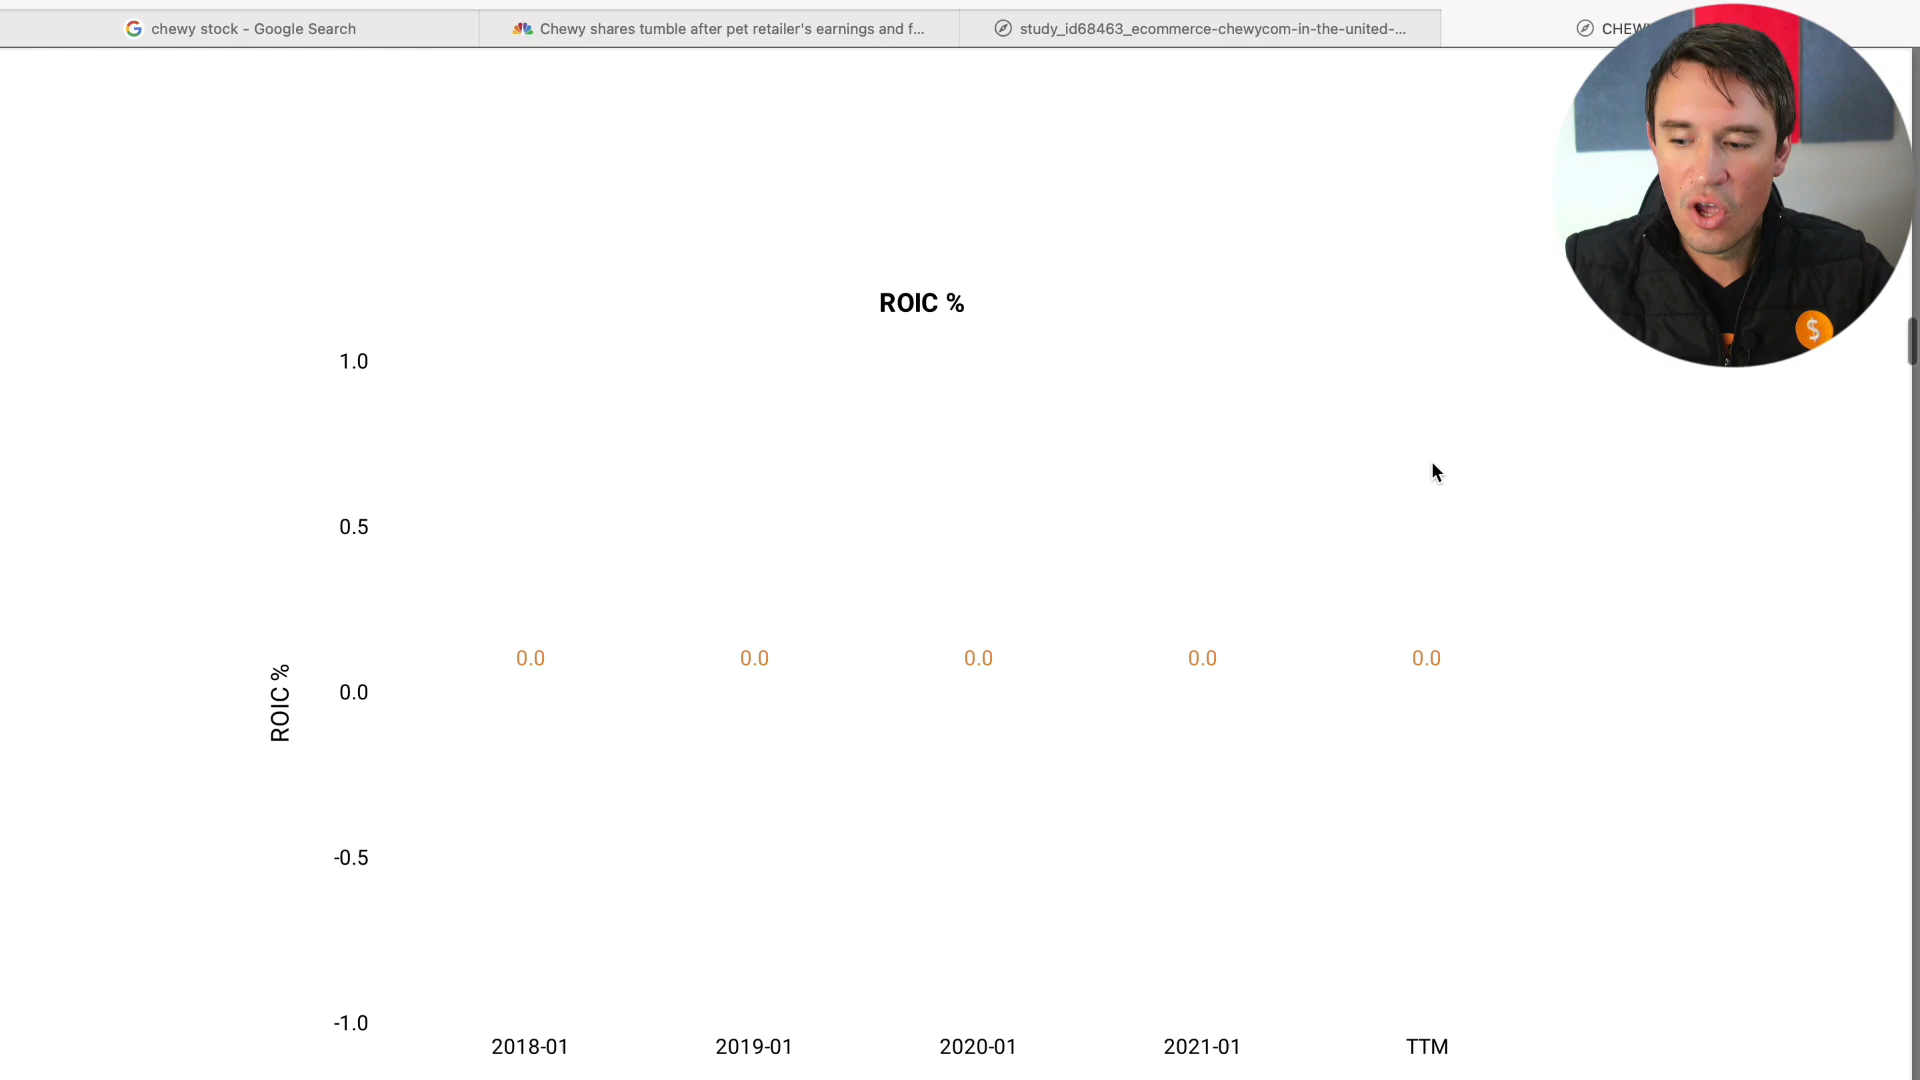 chewy stock - Google Search
Chewy shares tumble after pet retailer's earnings and f...
study_id68463_ecommerce-chewycom-in-the-united-...
$
ROIC %
1.0
0.5
0.0 0.0 0.0 0.0 0.0
0.0
ROIC %
-0.5
-1.0
2018-01 2019-01 2020-01 2021-01 TTM